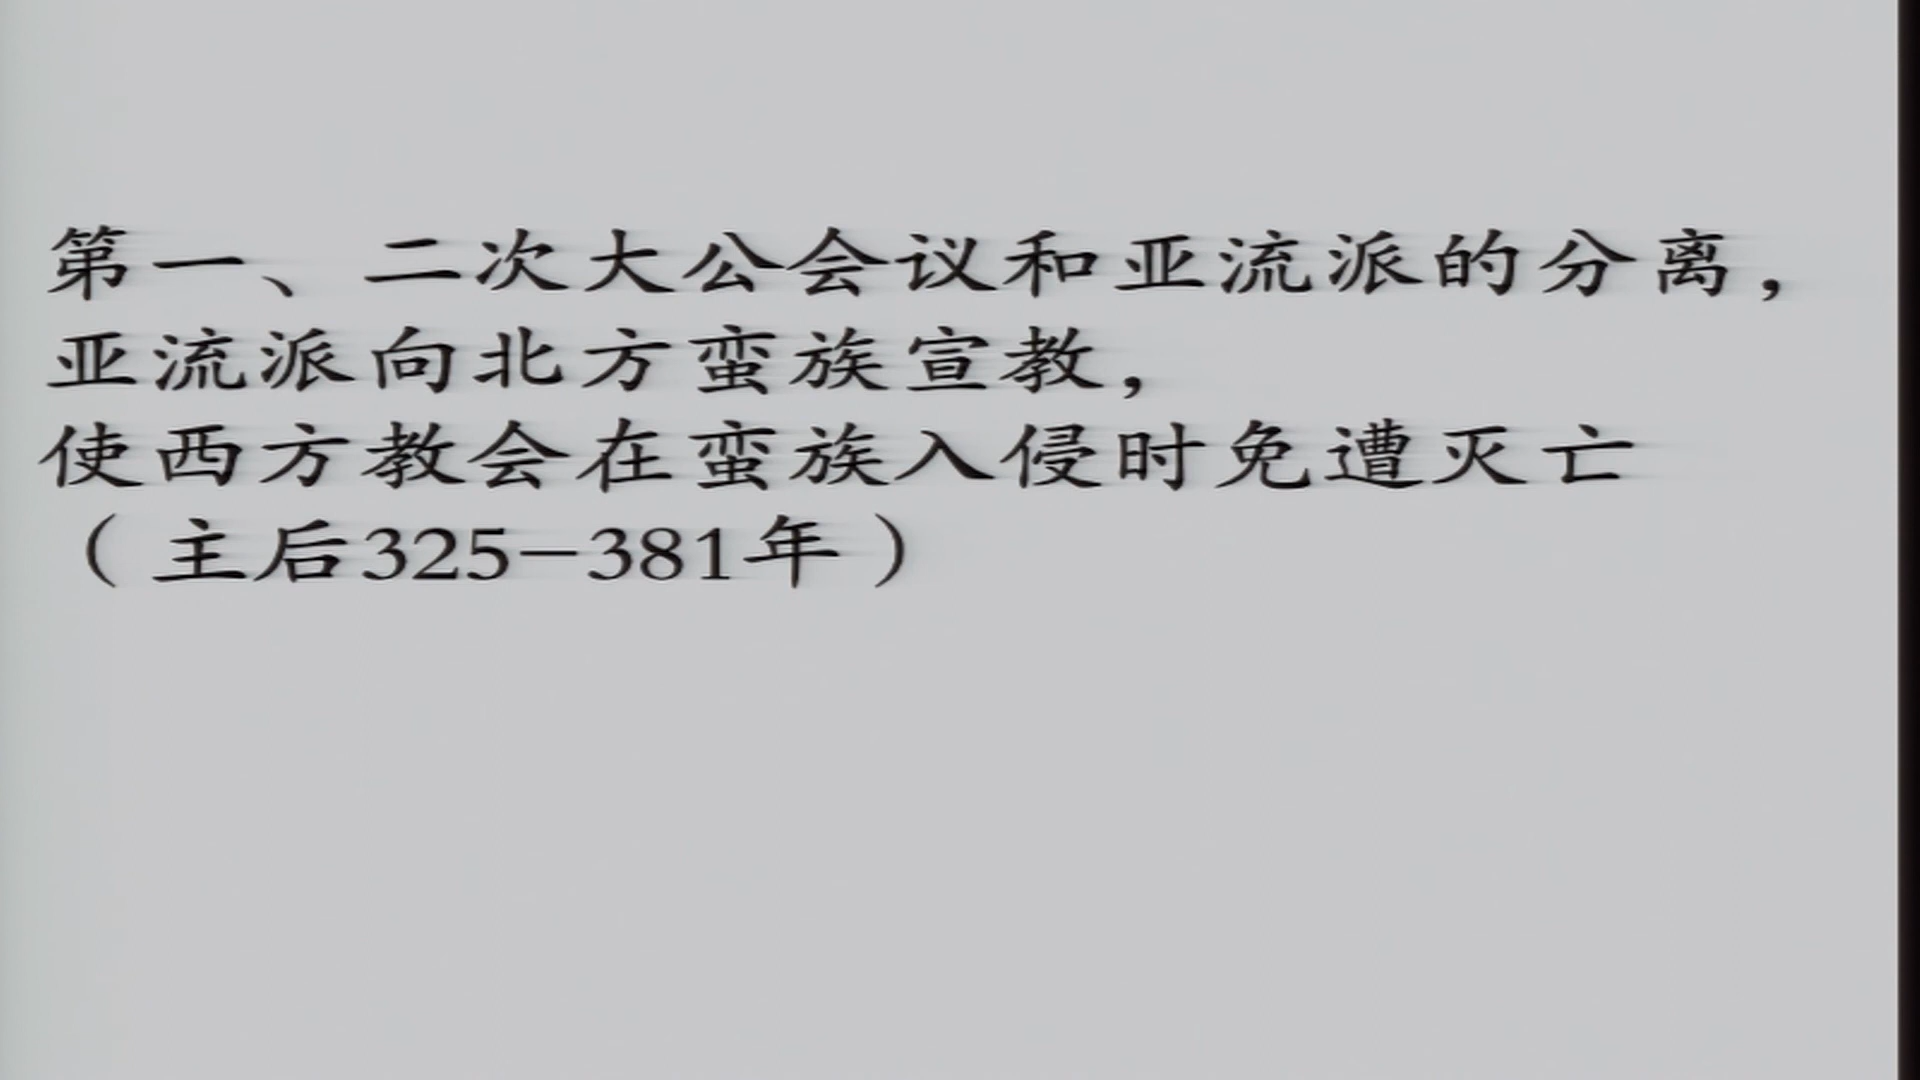 第一、二次大公会议和亚流派的分离，
亚流派向北方蛮族宣教，
使西方教会在蛮族入侵时免遭灭亡
（主后325–381年）